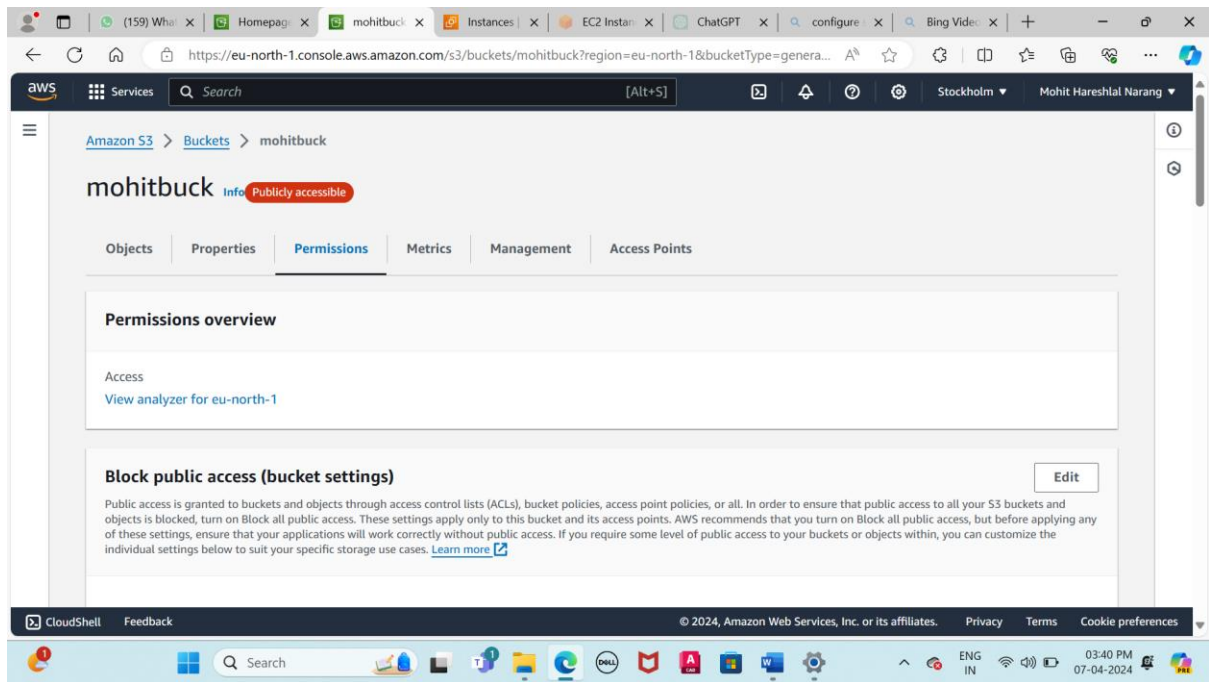 (159) What
Homepage
mohitbuck
Instances |
EC2 Instan
ChatGPT
configure
Bing Video
https://eu-north-1.console.aws.amazon.com/s3/buckets/mohitbuck?region=eu-north-1&bucketType=genera...
aws
Services
Search
[Alt+S]
Stockholm
Mohit Hareshlal Narang
Amazon S3 > Buckets > mohitbuck
mohitbuck Info Publicly accessible
Objects Properties Permissions Metrics Management Access Points
Permissions overview
Access
View analyzer for eu-north-1
Block public access (bucket settings)
Edit
Public access is granted to buckets and objects through access control lists (ACLs), bucket policies, access point policies, or all. In order to ensure that public access to all your S3 buckets and
objects is blocked, turn on Block all public access. These settings apply only to this bucket and its access points. AWS recommends that you turn on Block all public access, but before applying any
of these settings, ensure that your applications will work correctly without public access. If you require some level of public access to your buckets or objects within, you can customize the
individual settings below to suit your specific storage use cases. Learn more
CloudShell Feedback © 2024, Amazon Web Services, Inc. or its affiliates. Privacy Terms Cookie preferences
Search
DELL
ENG
IN
03:40 PM
07-04-2024